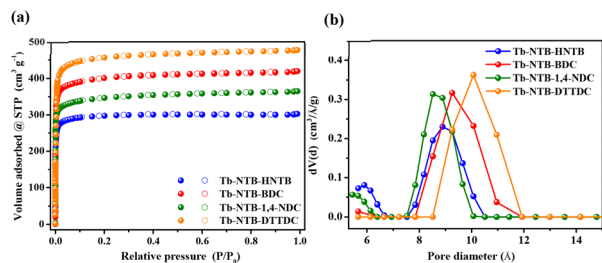 (a)
Volume adsorbed @ STP (cm³ g⁻¹)
500
400
300
200
100
0
Tb-NTB-HNTB
Tb-NTB-BDC
Tb-NTB-1,4-NDC
Tb-NTB-DTTDC
0.0 0.2 0.4 0.6 0.8 1.0
Relative pressure (P/P₀)
(b)
Tb-NTB-HNTB
Tb-NTB-BDC
Tb-NTB-1,4-NDC
Tb-NTB-DTTDC
dV(d) (cm³/Å/g)
0.4
0.3
0.2
0.1
0.0
6 8 10 12 14
Pore diameter (Å)